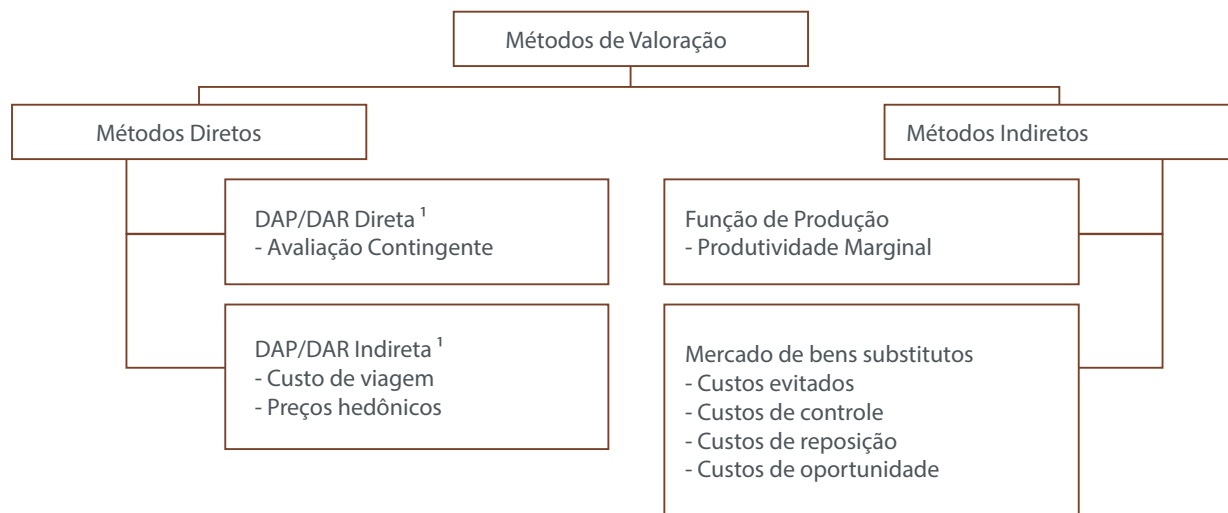 Métodos de Valoração
Métodos Diretos
DAP/DAR Direta ¹
- Avaliação Contingente
DAP/DAR Indireta ¹
- Custo de viagem
- Preços hedônicos
Métodos Indiretos
Função de Produção
- Produtividade Marginal
Mercado de bens substitutos
- Custos evitados
- Custos de controle
- Custos de reposição
- Custos de oportunidade